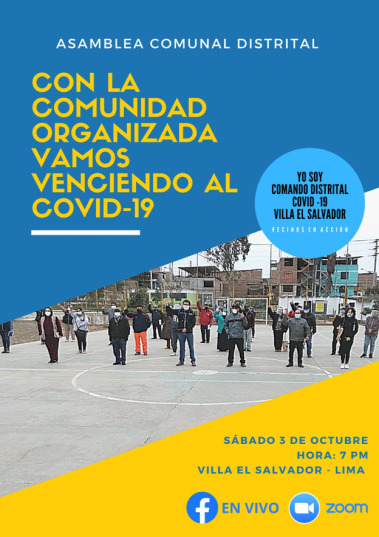 ASAMBLEA COMUNAL DISTRITAL
CON LA
COMUNIDAD
ORGANIZADA
VAMOS
VENCIENDO AL
COVID-19
YO SOY
COMANDO DISTRITAL
COVID -19
VILLA EL SALVADOR
VECINOS EN ACCIÓN
SÁBADO 3 DE OCTUBRE
HORA: 7 PM
VILLA EL SALVADOR - LIMA
EN VIVO
zoom